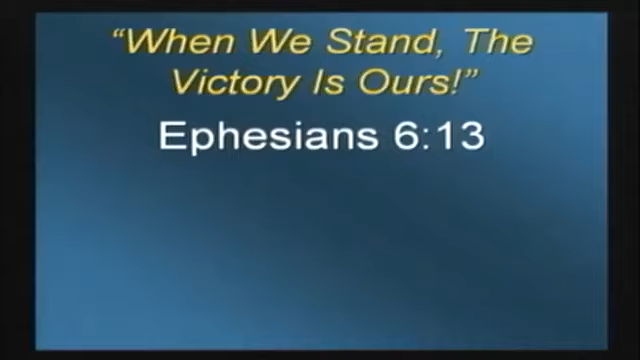 “When We Stand, The
Victory Is Ours!”
Ephesians 6:13